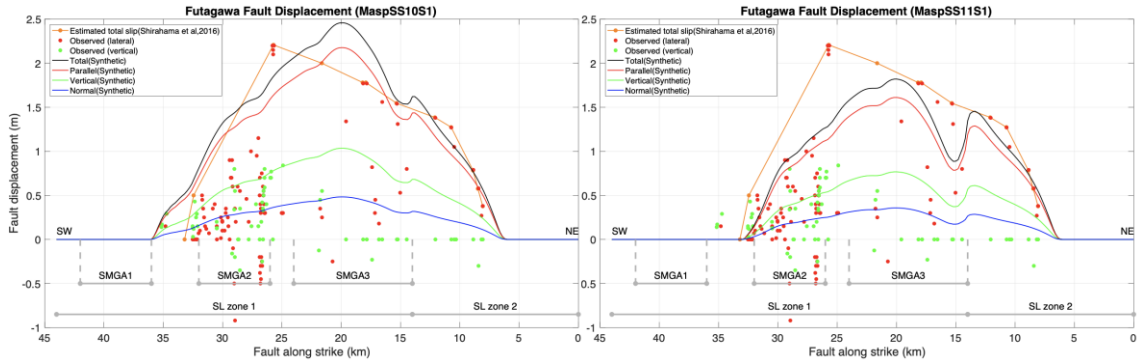 Futagawa Fault Displacement (MaspSS10S1)
Estimated total slip(Shirahama et al,2016)
Observed (lateral)
Observed (vertical)
Total(Synthetic)
Parallel(Synthetic)
Vertical(Synthetic)
Normal(Synthetic)
2.5
2
1.5
1
0.5
0
-0.5
-1
Fault displacement (m)
SW
NE
SMGA1
SMGA2
SMGA3
SL zone 1
SL zone 2
45
40
35
30
25
20
15
10
5
0
Fault along strike (km)
Futagawa Fault Displacement (MaspSS11S1)
Estimated total slip(Shirahama et al,2016)
Observed (lateral)
Observed (vertical)
Total(Synthetic)
Parallel(Synthetic)
Vertical(Synthetic)
Normal(Synthetic)
2.5
2
1.5
1
0.5
0
-0.5
-1
Fault displacement (m)
SW
NE
SMGA1
SMGA2
SMGA3
SL zone 1
SL zone 2
45
40
35
30
25
20
15
10
5
0
Fault along strike (km)